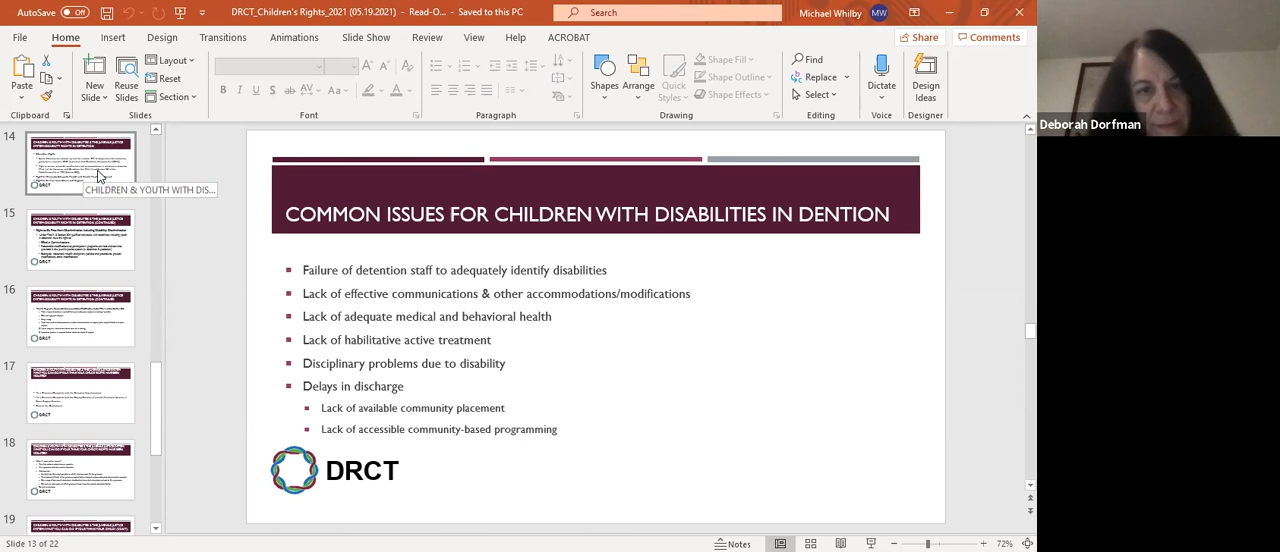 AutoSave Off DRCT_Children's Rights_2021 (05.19.2021) - Read-O... - Saved to this PC Search Michael Whilby MW
File Home Insert Design Transitions Animations Slide Show Review View Help ACROBAT Share Comments
Paste New Slide Reuse Slides Layout Reset Section Shapes Arrange Quick Styles Shape Fill Shape Outline Shape Effects Find Replace Select Dictate Design Ideas
Clipboard Slides Font Paragraph Drawing Editing Voice Designer
Deborah Dorfman
14
CHILDREN & YOUTH WITH DIS...
DRCT
15
DRCT
16
DRCT
17
DRCT
18
DRCT
19
COMMON ISSUES FOR CHILDREN WITH DISABILITIES IN DENTION
Failure of detention staff to adequately identify disabilities
Lack of effective communications & other accommodations/modifications
Lack of adequate medical and behavioral health
Lack of habilitative active treatment
Disciplinary problems due to disability
Delays in discharge
Lack of available community placement
Lack of accessible community-based programming
DRCT
Slide 13 of 22 Notes 72%